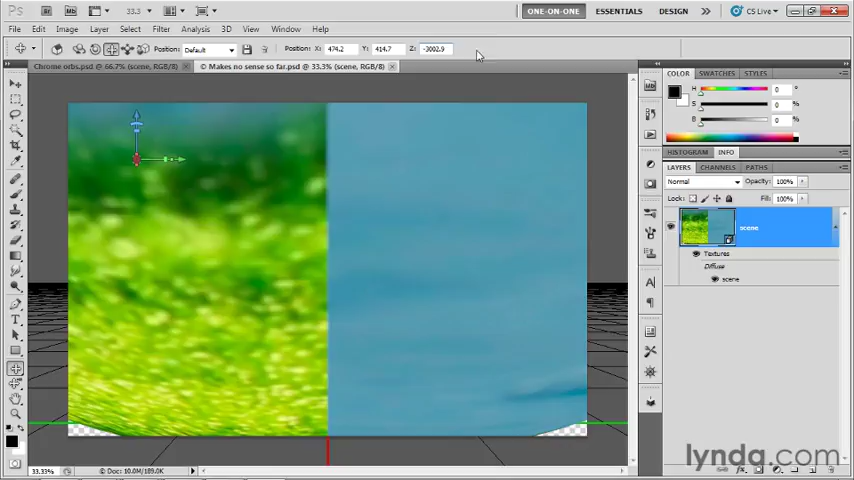 Ps Br Mb 33.3 ONE-ON-ONE ESSENTIALS DESIGN CS Live
File Edit Image Layer Select Filter Analysis 3D View Window Help
Position: Default Position: X: 474.2 Y: 414.7 Z: -3002.9
Chrome orbs.psd @ 66.7% (scene, RGB/8) × © Makes no sense so far.psd @ 33.3% (scene, RGB/8) ×
COLOR SWATCHES STYLES
H 0 °
S 0 %
B 0 %
HISTOGRAM INFO
LAYERS CHANNELS PATHS
Normal Opacity: 100%
Lock: Fill: 100%
scene
Textures
Diffuse
scene
33.33% Doc: 10.0M/189.0K
lynda.com